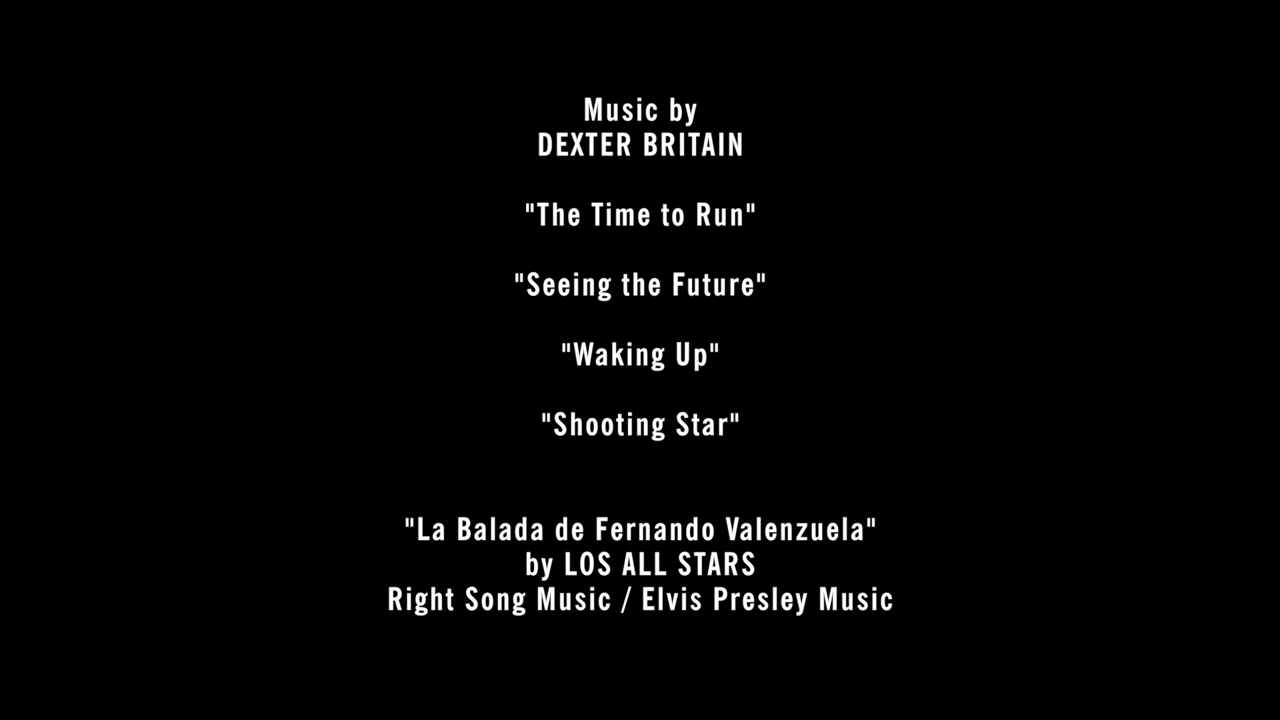 Music by
DEXTER BRITAIN
"The Time to Run"
"Seeing the Future"
"Waking Up"
"Shooting Star"
"La Balada de Fernando Valenzuela"
by LOS ALL STARS
Right Song Music / Elvis Presley Music